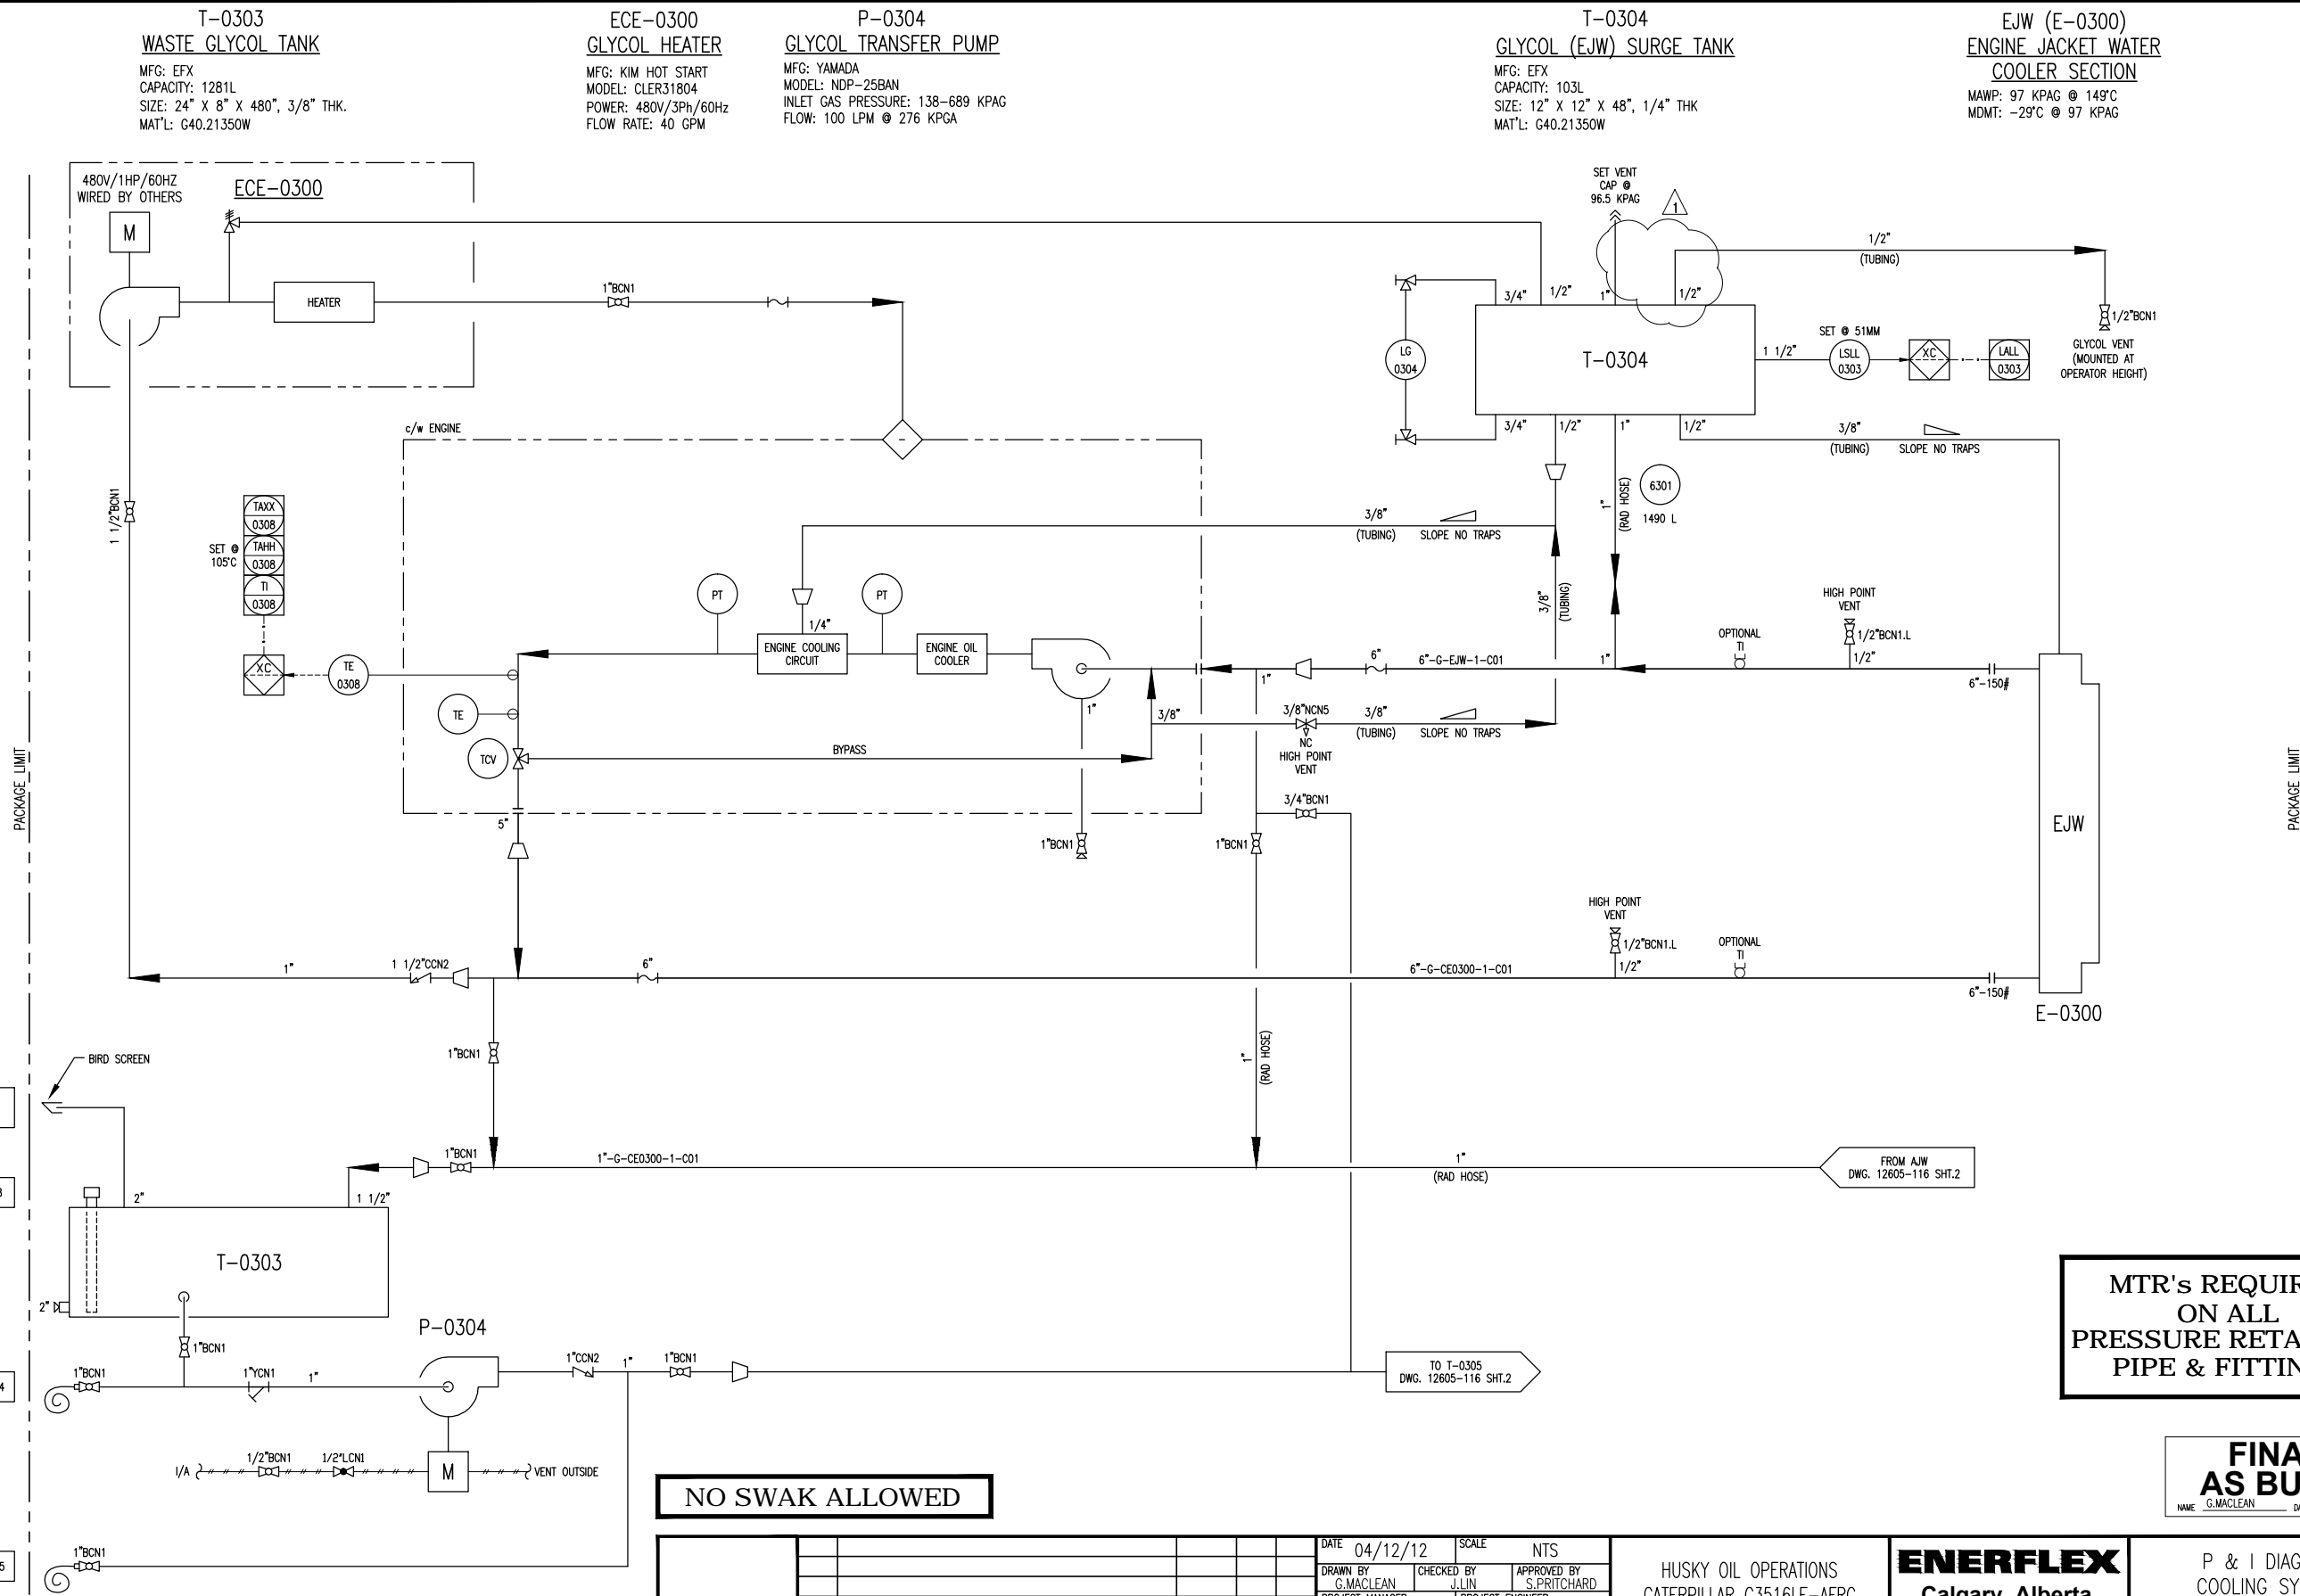 T-0303
WASTE GLYCOL TANK
MFG: EFX
CAPACITY: 1281L
SIZE: 24" X 8" X 480", 3/8" THK.
MAT'L: G40.21350W
ECE-0300
GLYCOL HEATER
MFG: KIM HOT START
MODEL: CLER31804
POWER: 480V/3Ph/60Hz
FLOW RATE: 40 GPM
P-0304
GLYCOL TRANSFER PUMP
MFG: YAMADA
MODEL: NDP-25BAN
INLET GAS PRESSURE: 138-689 KPAG
FLOW: 100 LPM @ 276 KPGA
T-0304
GLYCOL (EJW) SURGE TANK
MFG: EFX
CAPACITY: 103L
SIZE: 12" X 12" X 48", 1/4" THK
MAT'L: G40.21350W
EJW (E-0300)
ENGINE JACKET WATER
COOLER SECTION
MAWP: 97 KPAG @ 149°C
MDMT: -29°C @ 97 KPAG
480V/1HP/60HZ
WIRED BY OTHERS
ECE-0300
M
HEATER
1"BCN1
SET VENT
CAP @
96.5 KPAG
1
1/2"
(TUBING)
1/2"BCN1
GLYCOL VENT
(MOUNTED AT
OPERATOR HEIGHT)
3/4"
1/2"
1"
1/2"
LG
0304
T-0304
1 1/2"
SET @ 51MM
LSLL
0303
XC
LALL
0303
3/4"
1/2"
1"
1/2"
3/8"
(TUBING)
SLOPE NO TRAPS
c/w ENGINE
1 1/2"BCN1
TAXX
0308
SET @
105°C
TAHH
0308
TI
0308
XC
TE
0308
TE
TCV
PT
1/4"
PT
ENGINE COOLING
CIRCUIT
ENGINE OIL
COOLER
3/8"
(TUBING)
SLOPE NO TRAPS
1"
(RAD HOSE)
6301
1490 L
3/8"
(TUBING)
HIGH POINT
VENT
1/2"BCN1.L
1/2"
OPTIONAL
TI
1"
6"
6"-G-EJW-1-C01
1"
6"-150#
1"
3/8"
3/8"NCN5
NC
HIGH POINT
VENT
3/8"
(TUBING)
SLOPE NO TRAPS
BYPASS
PACKAGE LIMIT
PACKAGE LIMIT
5"
3/4"BCN1
1"BCN1
1"BCN1
EJW
HIGH POINT
VENT
1/2"BCN1.L
1/2"
OPTIONAL
TI
1"
1 1/2"CCN2
6"
6"-G-CE0300-1-C01
6"-150#
E-0300
BIRD SCREEN
1"BCN1
1"
(RAD HOSE)
1"BCN1
1"-G-CE0300-1-C01
1"
(RAD HOSE)
FROM AJW
DWG. 12605-116 SHT.2
2"
1 1/2"
T-0303
2"
1"BCN1
P-0304
1"BCN1
1"YCN1
1"
1"CCN2
1"
1"BCN1
TO T-0305
DWG. 12605-116 SHT.2
4
I/A
1/2"BCN1
1/2"LCN1
M
VENT OUTSIDE
1"BCN1
5
NO SWAK ALLOWED
ON ALL
NAME G.MACLEAN
DATE 04/12/12
SCALE NTS
DRAWN BY
G.MACLEAN
CHECKED BY
J.LIN
APPROVED BY
S.PRITCHARD
HUSKY OIL OPERATIONS
CATERPILLAR G3516LE-AFRC
ENERFLEX
Calgary, Alberta
MTR's
PRESSURE
PIPE &
AS
P & I
COOLING